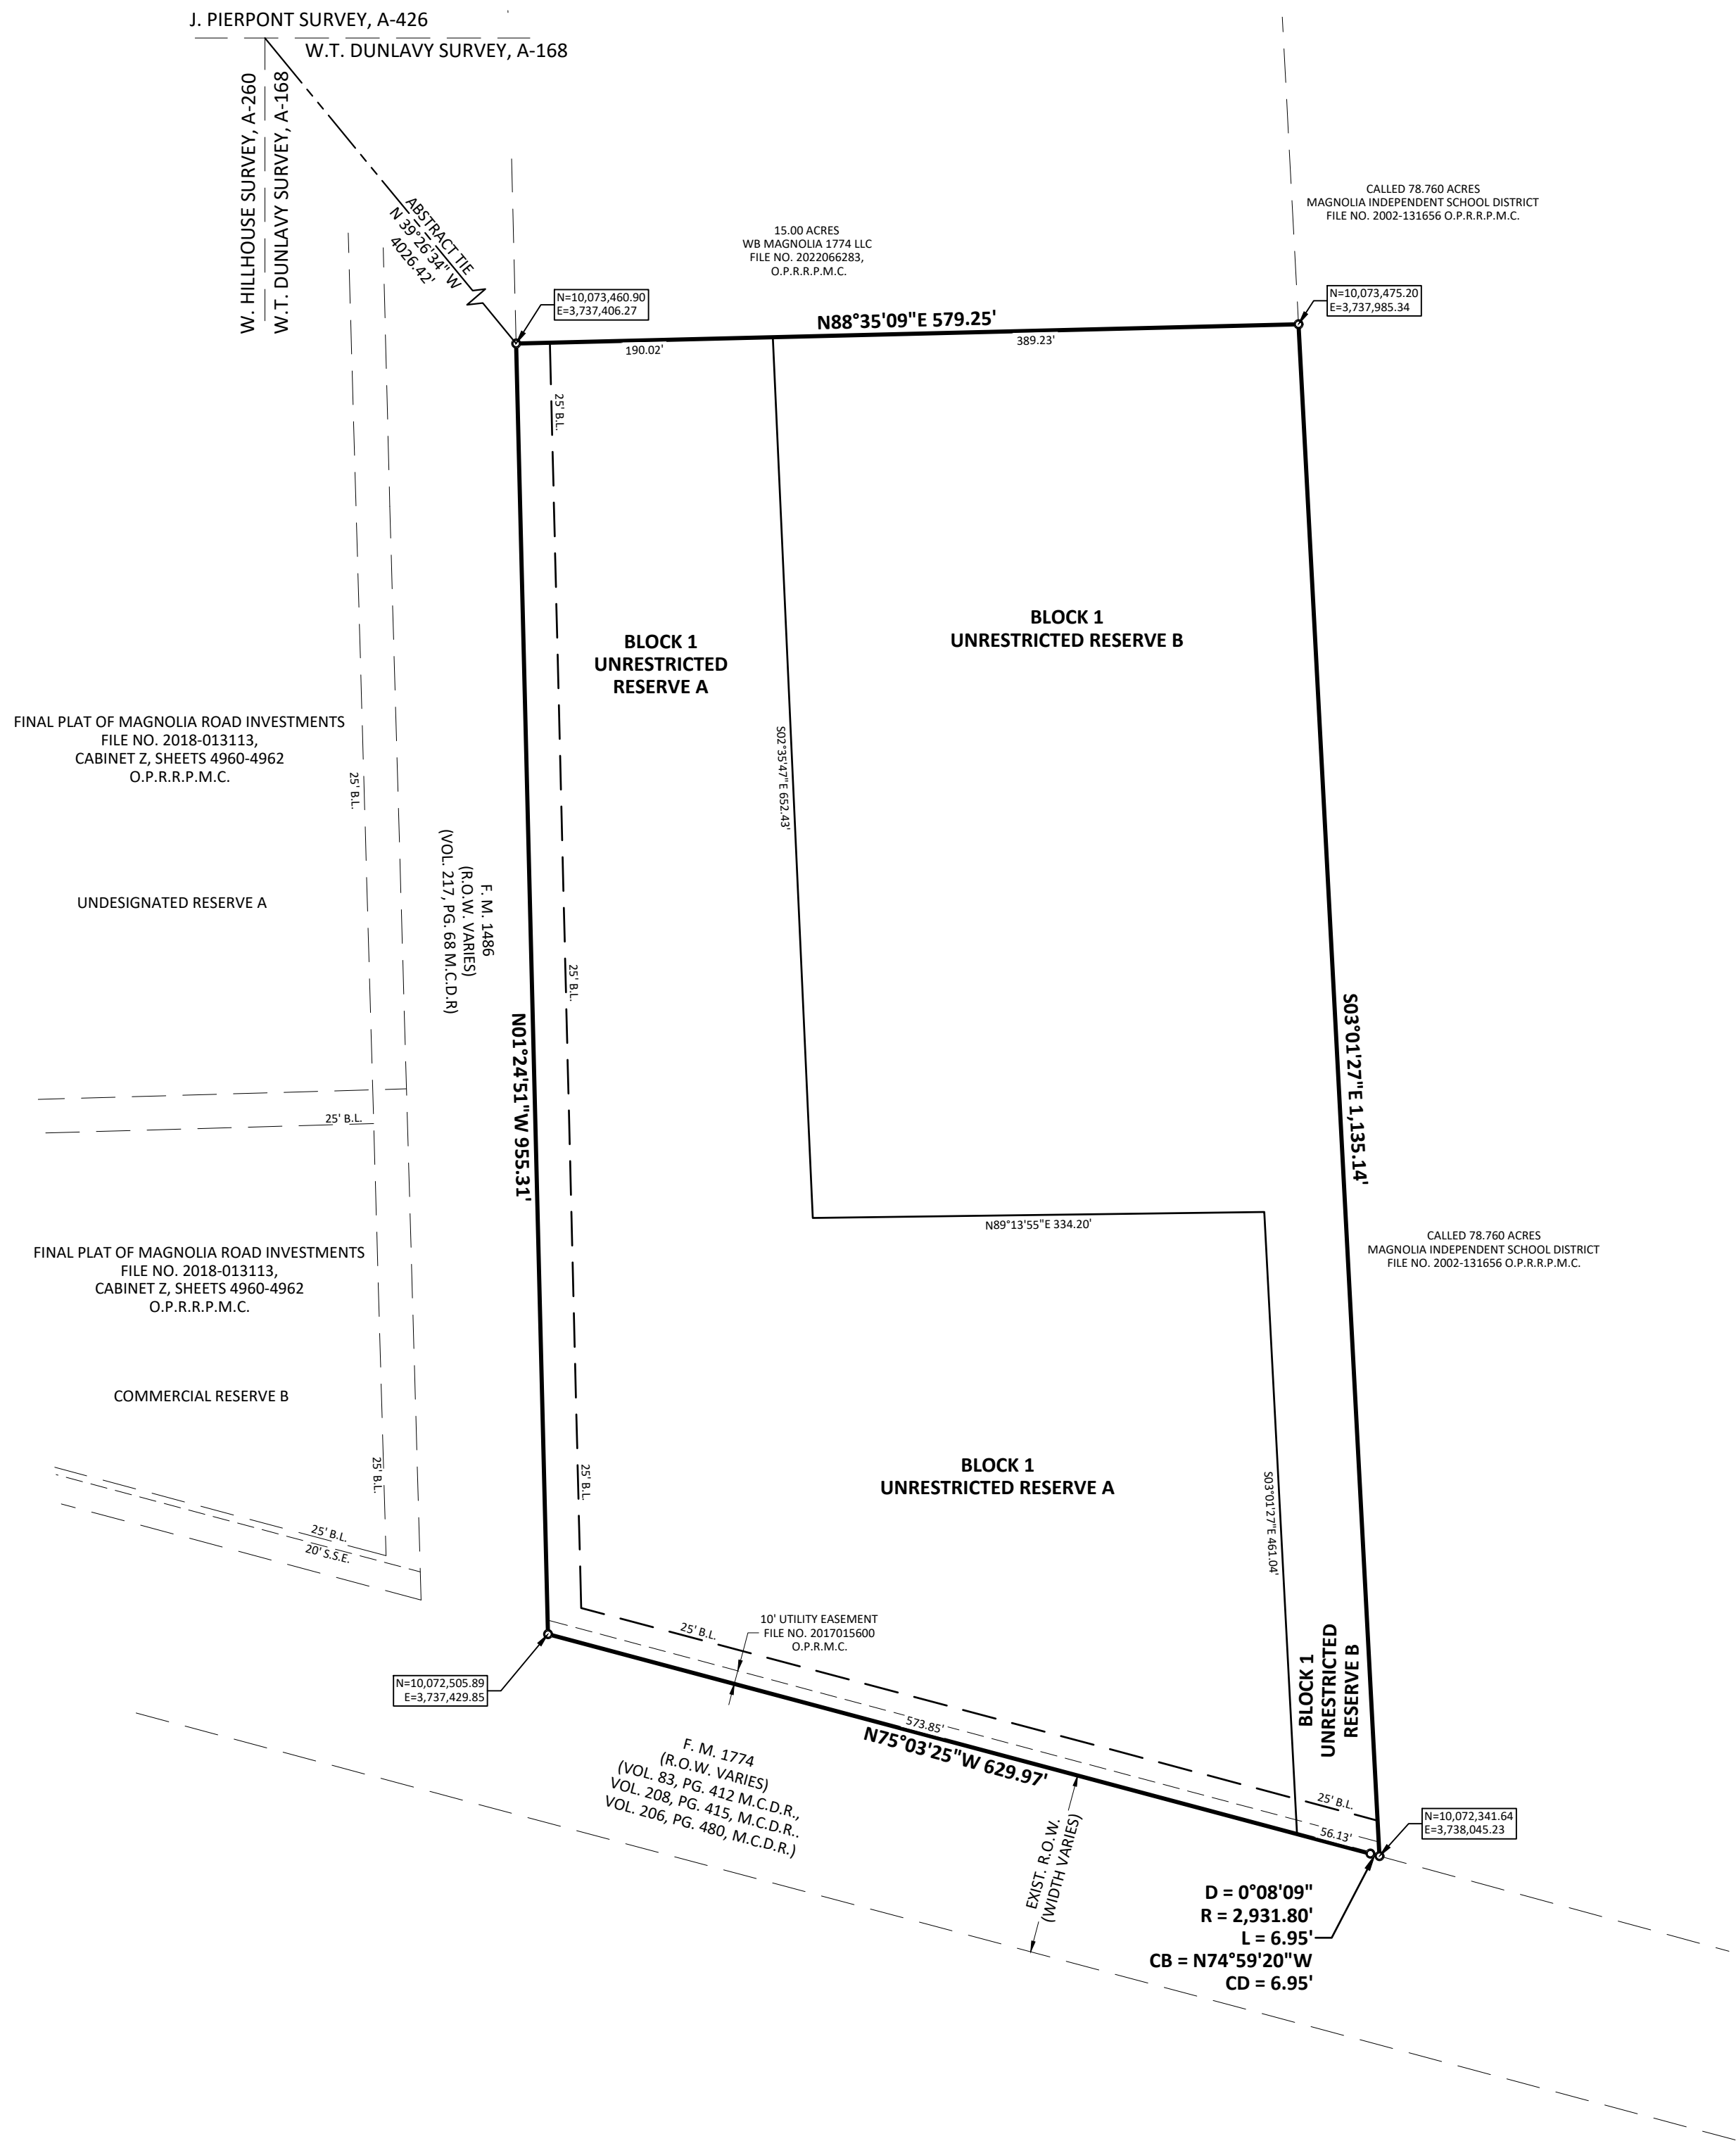 J. PIERPONT SURVEY, A-426
W.T. DUNLAVY SURVEY, A-168
W. HILLHOUSE SURVEY, A-260
W.T. DUNLAVY SURVEY, A-168
ABSTRACT TIE
N 39°26'34" W
4026.42'
15.00 ACRES
WB MAGNOLIA 1774 LLC
FILE NO. 2022066283,
O.P.R.R.P.M.C.
CALLED 78.760 ACRES
MAGNOLIA INDEPENDENT SCHOOL DISTRICT
FILE NO. 2002-131656 O.P.R.R.P.M.C.
N=10,073,460.90
E=3,737,406.27
N=10,073,475.20
E=3,737,985.34
N88°35'09"E 579.25'
190.02'
389.23'
25' B.L.
BLOCK 1
UNRESTRICTED
RESERVE A
BLOCK 1
UNRESTRICTED RESERVE B
FINAL PLAT OF MAGNOLIA ROAD INVESTMENTS
FILE NO. 2018-013113,
CABINET Z, SHEETS 4960-4962
O.P.R.R.P.M.C.
25' B.L.
S02°35'47"E 652.43'
UNDESIGNATED RESERVE A
F. M. 1486
(R.O.W. VARIES)
(VOL. 217, PG. 68 M.C.D.R)
25' B.L.
N01°24'51"W 955.31'
S03°01'27"E 1,135.14'
25' B.L.
N89°13'55"E 334.20'
CALLED 78.760 ACRES
MAGNOLIA INDEPENDENT SCHOOL DISTRICT
FILE NO. 2002-131656 O.P.R.R.P.M.C.
FINAL PLAT OF MAGNOLIA ROAD INVESTMENTS
FILE NO. 2018-013113,
CABINET Z, SHEETS 4960-4962
O.P.R.R.P.M.C.
COMMERCIAL RESERVE B
25' B.L.
25' B.L.
BLOCK 1
UNRESTRICTED RESERVE A
S03°01'27"E 461.04'
25' B.L.
20' S.S.E.
25' B.L.
10' UTILITY EASEMENT
FILE NO. 2017015600
O.P.R.M.C.
BLOCK 1
UNRESTRICTED
RESERVE B
N=10,072,505.89
E=3,737,429.85
573.85'
N75°03'25"W 629.97'
F. M. 1774
(R.O.W. VARIES)
(VOL. 83, PG. 412 M.C.D.R.,
VOL. 208, PG. 415, M.C.D.R..
VOL. 206, PG. 480, M.C.D.R.)
EXIST. R.O.W.
(WIDTH VARIES)
25' B.L.
56.13'
N=10,072,341.64
E=3,738,045.23
D = 0°08'09"
R = 2,931.80'
L = 6.95'
CB = N74°59'20"W
CD = 6.95'